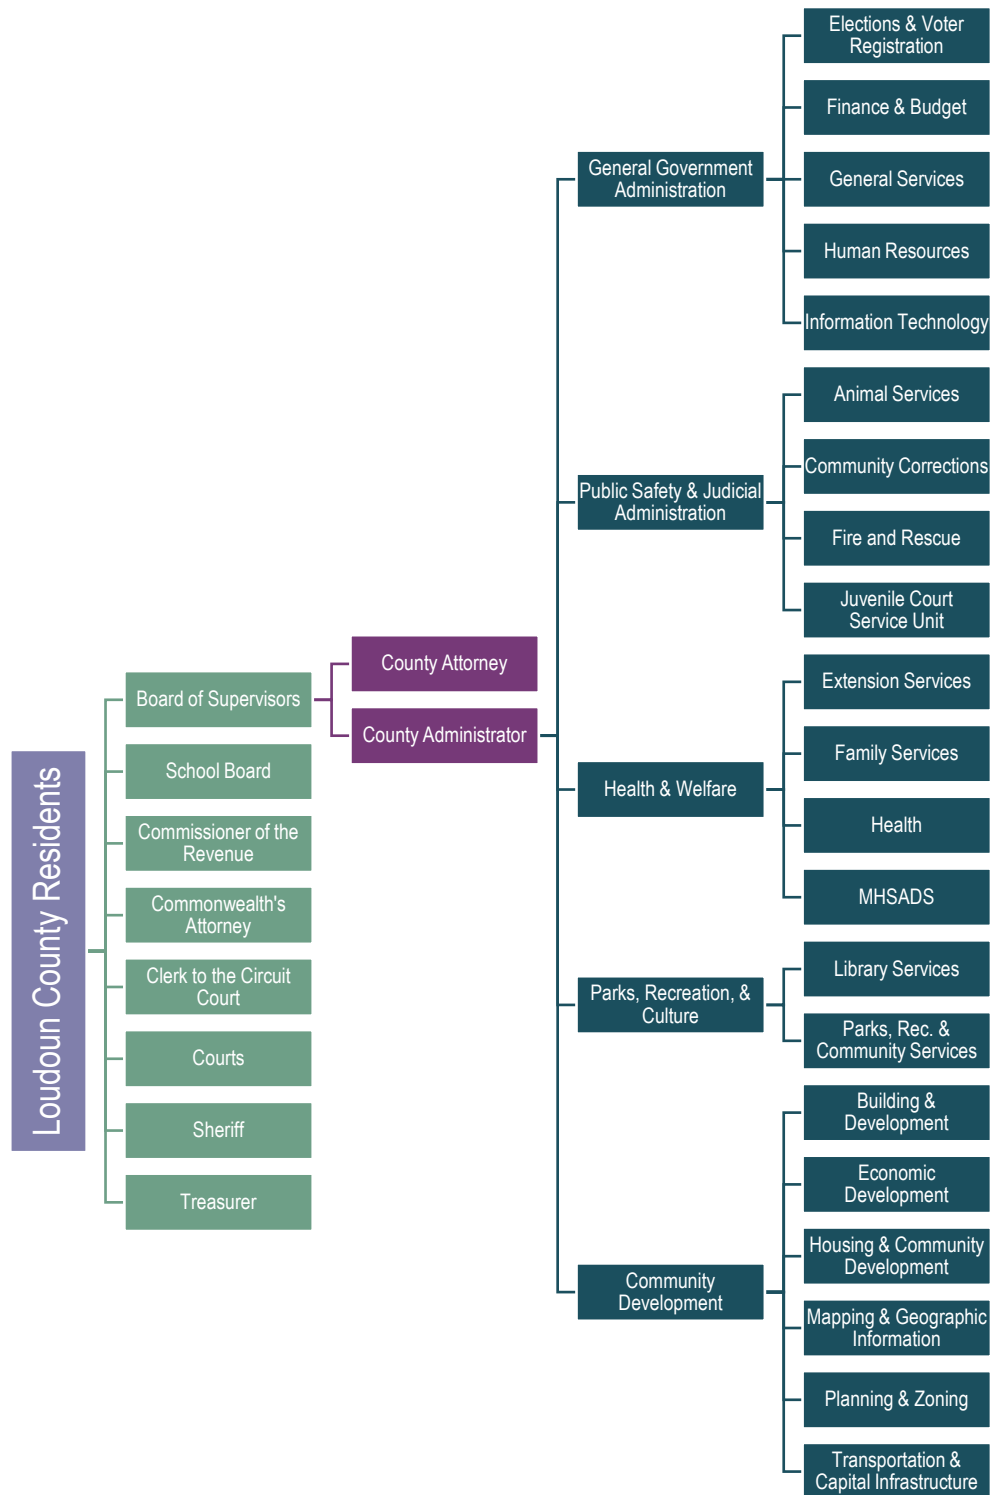 Loudoun County Residents
Board of Supervisors
School Board
Commissioner of the
Revenue
Commonwealth's
Attorney
Clerk to the Circuit
Court
Courts
Sheriff
Treasurer
County Attorney
County Administrator
General Government
Administration
Elections & Voter
Registration
Finance & Budget
General Services
Human Resources
Information Technology
Public Safety & Judicial
Administration
Animal Services
Community Corrections
Fire and Rescue
Juvenile Court
Service Unit
Health & Welfare
Extension Services
Family Services
Health
MHSADS
Parks, Recreation, &
Culture
Library Services
Parks, Rec. &
Community Services
Community
Development
Building &
Development
Economic
Development
Housing & Community
Development
Mapping & Geographic
Information
Planning & Zoning
Transportation &
Capital Infrastructure